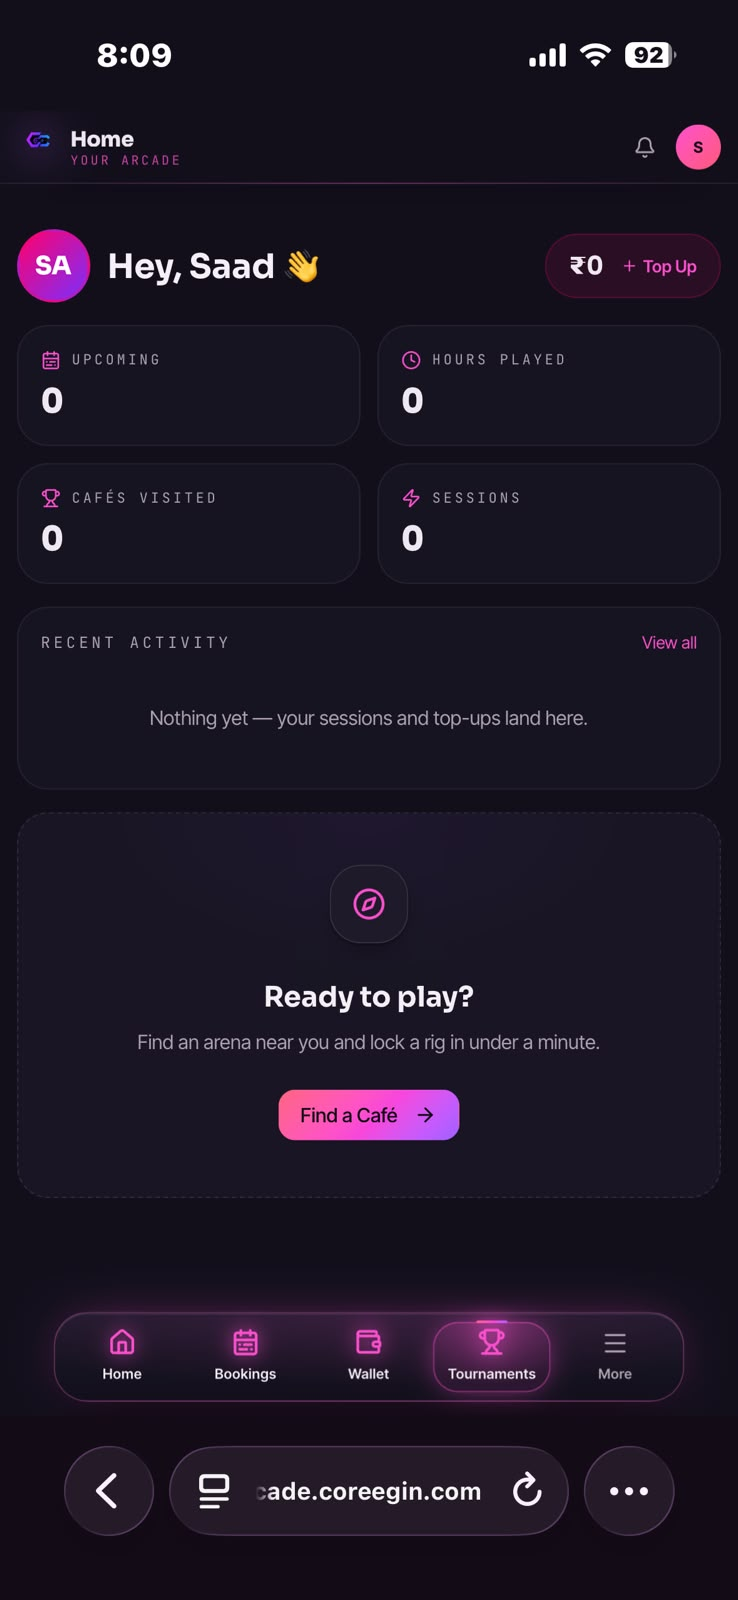 8:09
92
Home
YOUR ARCADE
S
SA
Hey, Saad 👋
₹0
+ Top Up
UPCOMING
0
HOURS PLAYED
0
CAFÉS VISITED
0
SESSIONS
0
RECENT ACTIVITY
View all
Nothing yet — your sessions and top-ups land here.
Ready to play?
Find an arena near you and lock a rig in under a minute.
Find a Café →
Home
Bookings
Wallet
Tournaments
More
cade.coreegin.com